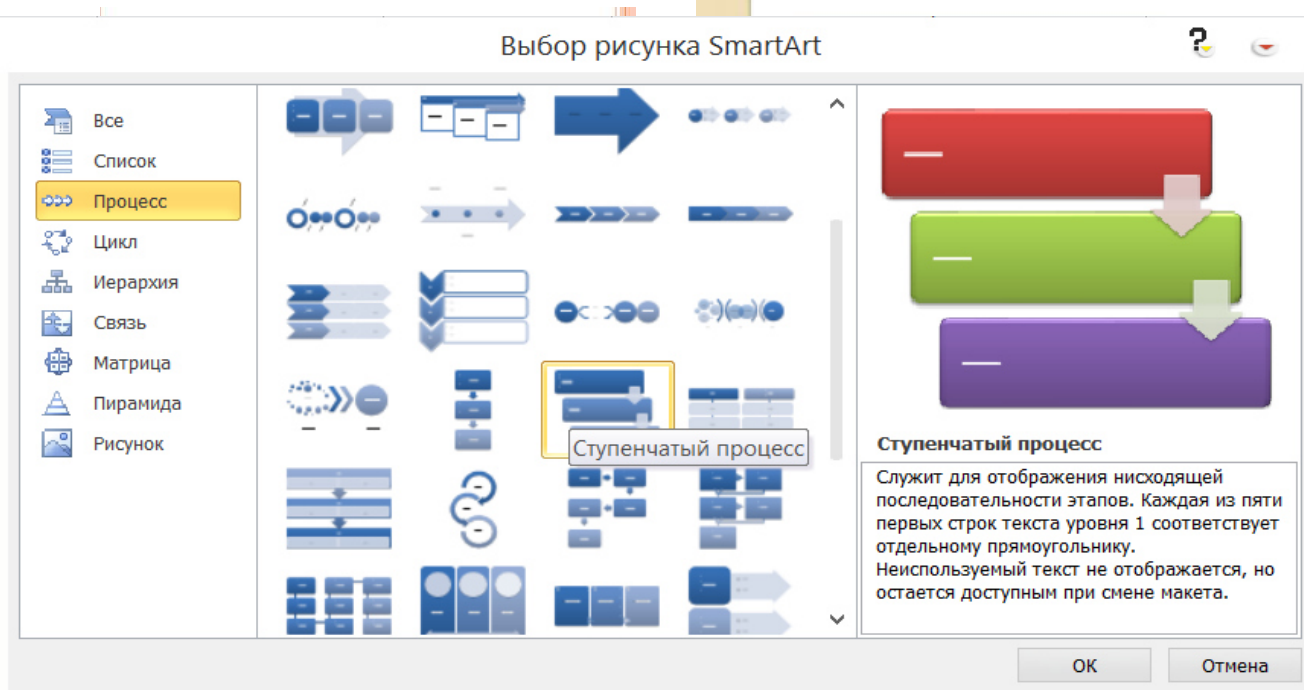 Выбор рисунка SmartArt
?
Все
Список
Процесс
Цикл
Иерархия
Связь
Матрица
Пирамида
Рисунок
Ступенчатый процесс
Ступенчатый процесс
Служит для отображения нисходящей
последовательности этапов. Каждая из пяти
первых строк текста уровня 1 соответствует
отдельному прямоугольнику.
Неиспользуемый текст не отображается, но
остается доступным при смене макета.
ОК
Отмена